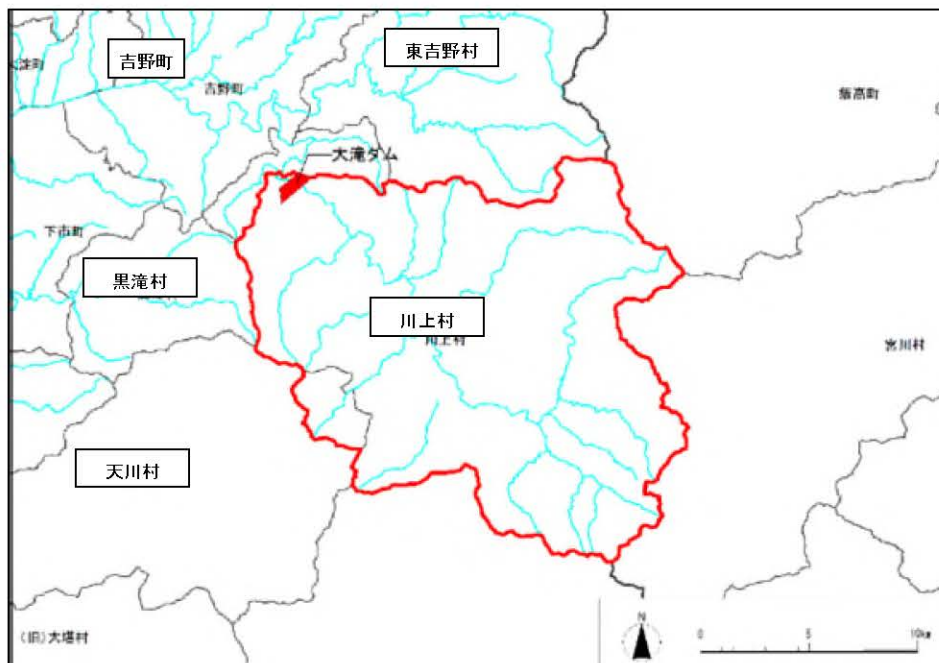 吉野町
東吉野村
吉野町
飯高町
大滝ダム
下市町
黒滝村
川上村
川上村
宮川村
天川村
(旧)大塔村
N
0 5 10km